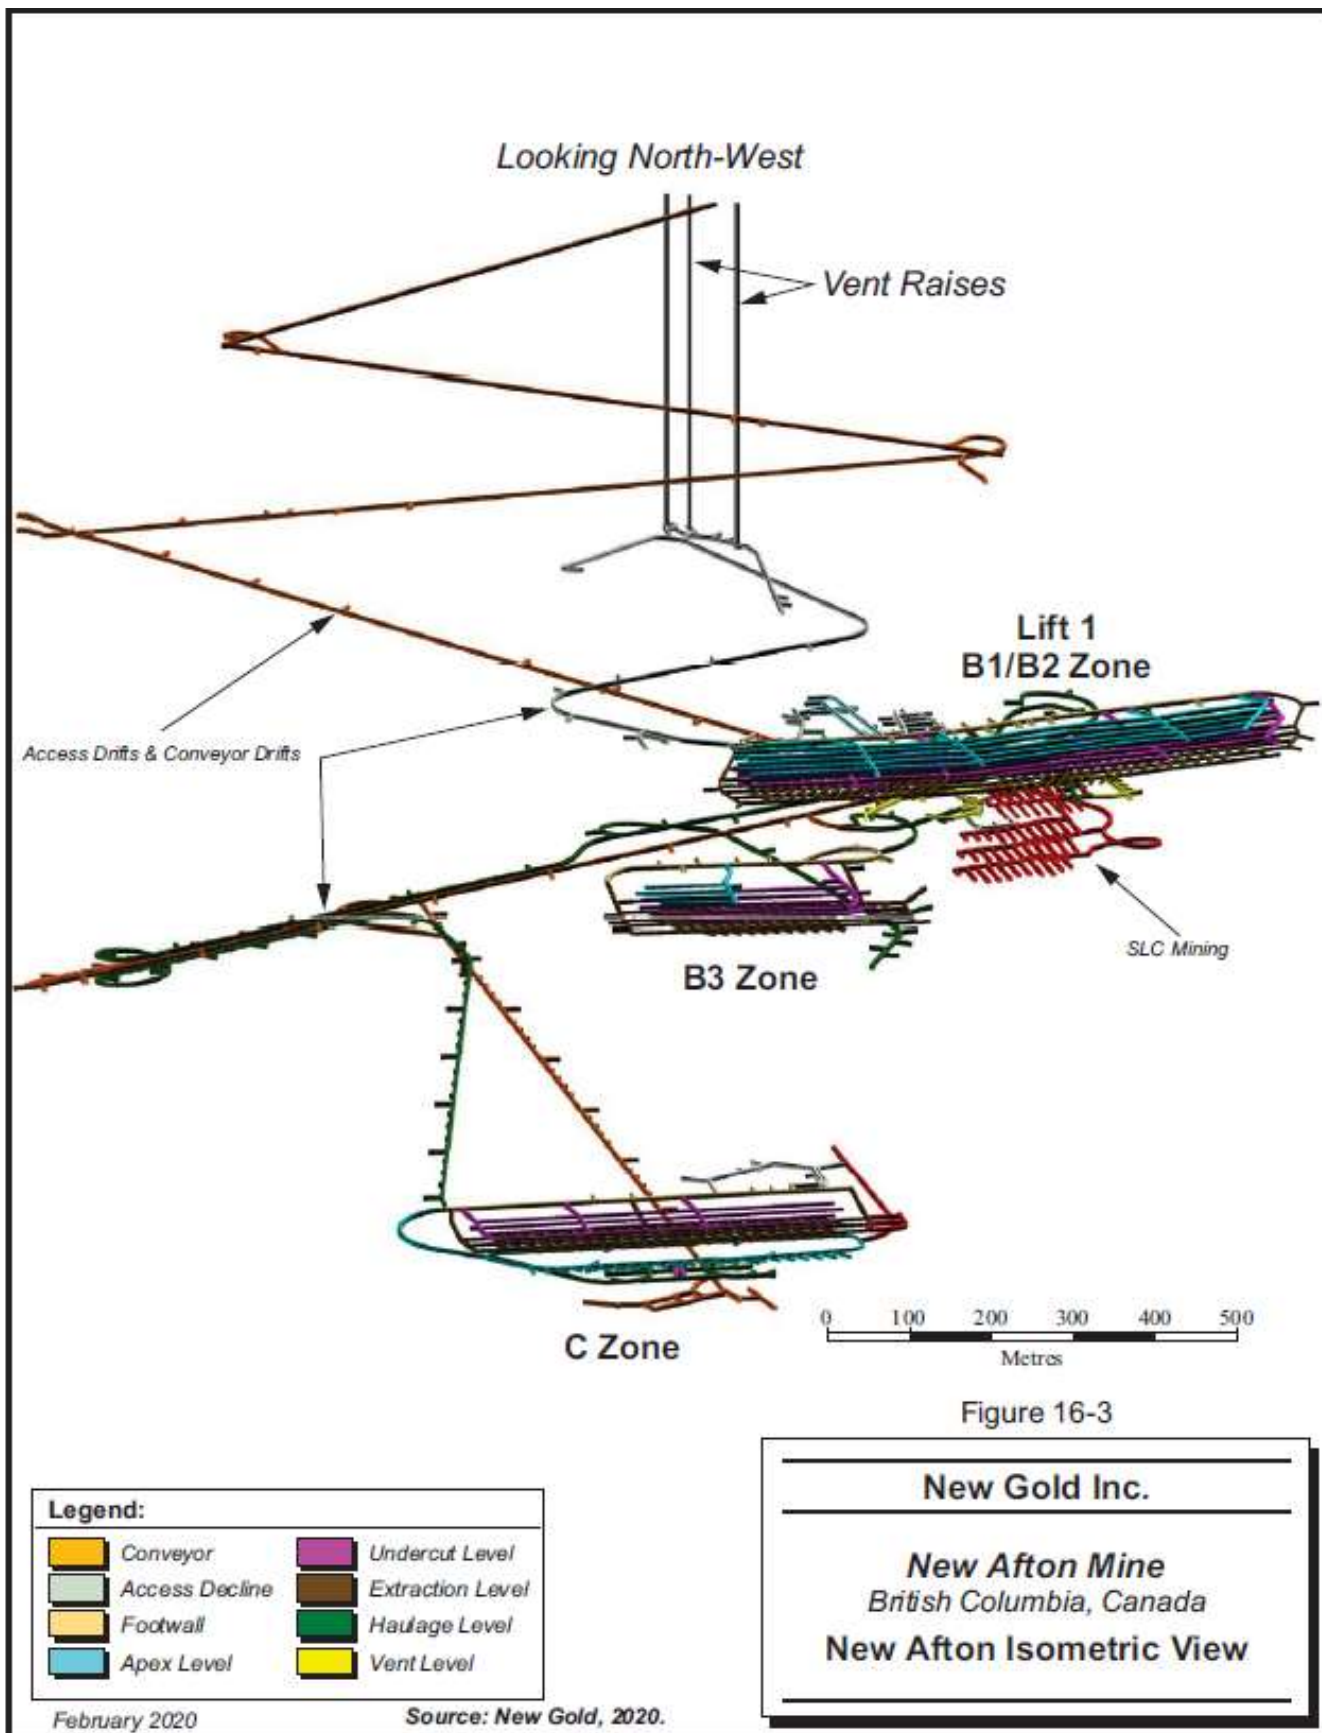 Looking North-West
Vent Raises
Lift 1
B1/B2 Zone
Access Drifts & Conveyor Drifts
SLC Mining
B3 Zone
C Zone
0 100 200 300 400 500
Metres
Figure 16-3
Legend:
Conveyor
Access Decline
Footwall
Apex Level
Undercut Level
Extraction Level
Haulage Level
Vent Level
New Gold Inc.
New Afton Mine
British Columbia, Canada
New Afton Isometric View
February 2020
Source: New Gold, 2020.